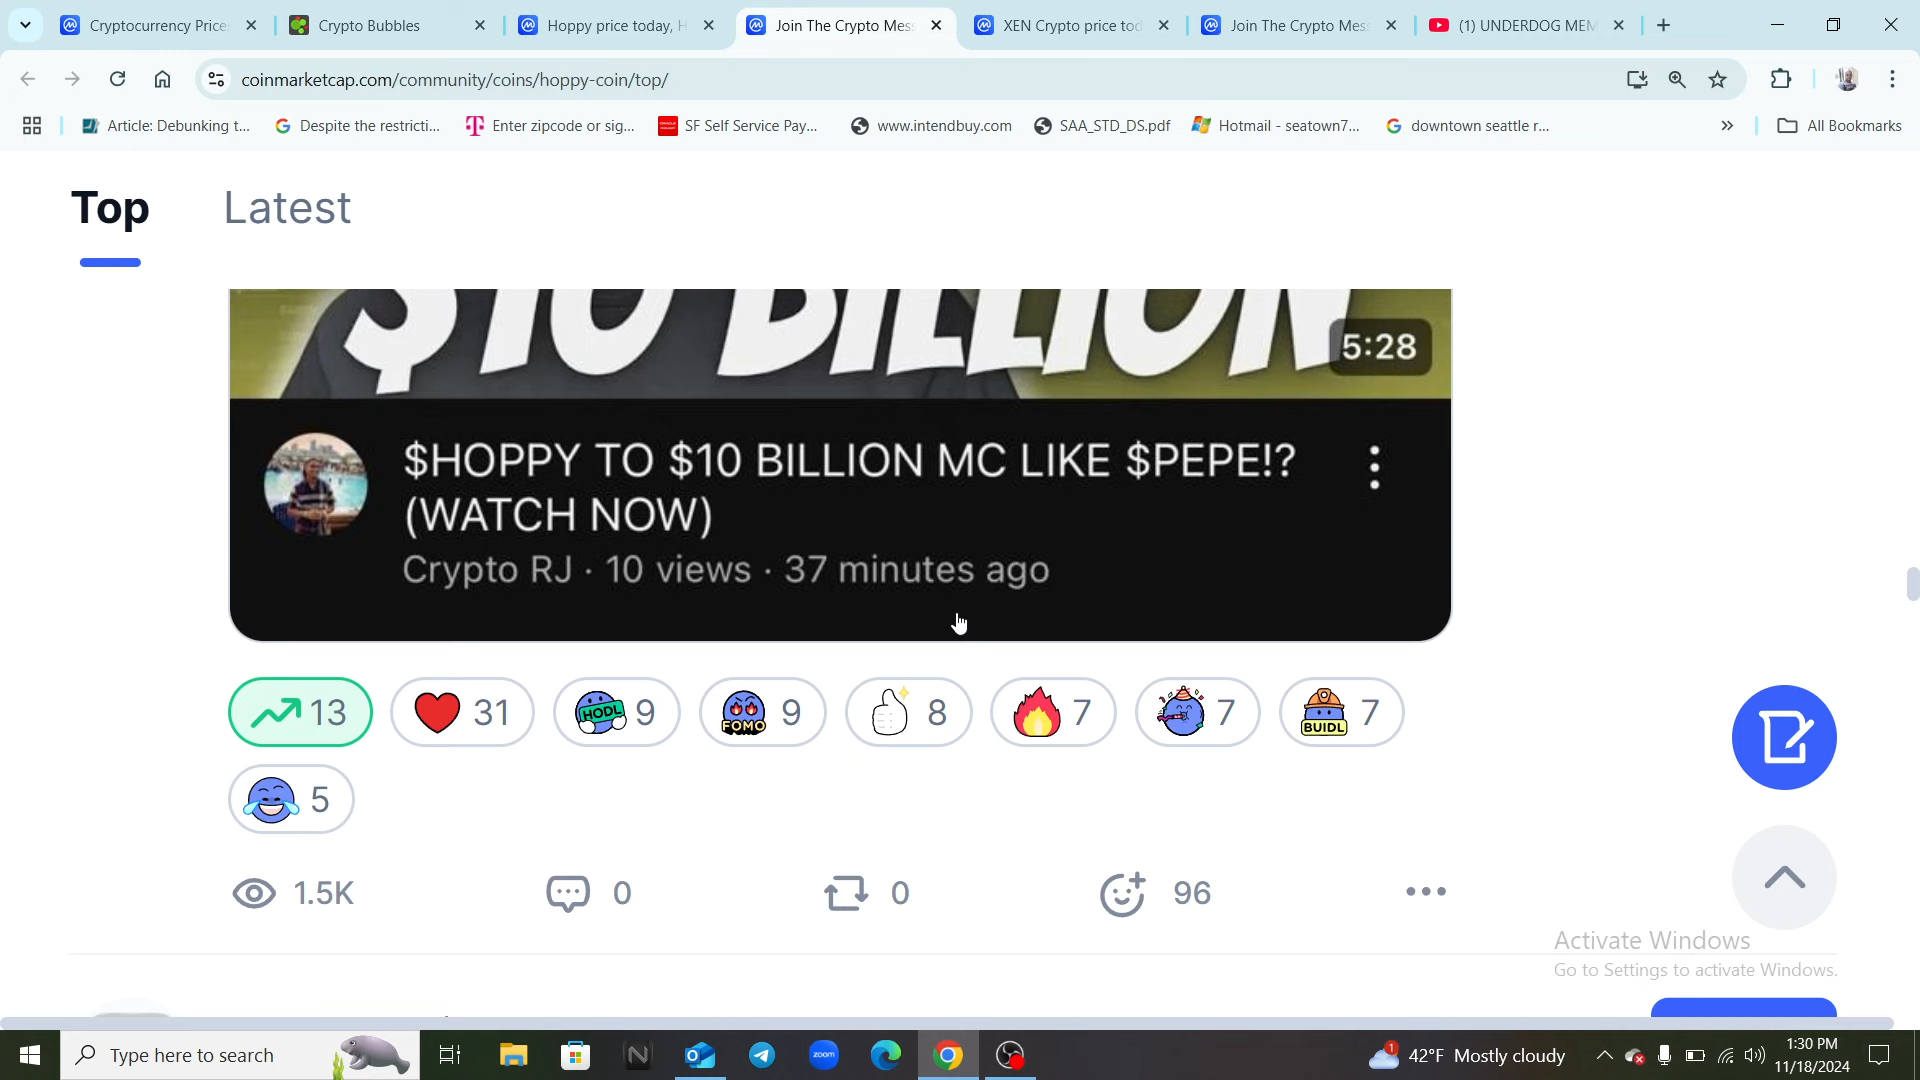 Cryptocurrency Price
Crypto Bubbles
Hoppy price today, H
Join The Crypto Mes
XEN Crypto price tod
Join The Crypto Mes
(1) UNDERDOG MEM
coinmarketcap.com/community/coins/hoppy-coin/top/
Article: Debunking t...
Despite the restricti...
Enter zipcode or sig...
SF Self Service Pay...
www.intendbuy.com
SAA_STD_DS.pdf
Hotmail - seatown7...
downtown seattle r...
All Bookmarks
Top
Latest
$10 BILLION
5:28
$HOPPY TO $10 BILLION MC LIKE $PEPE!?
(WATCH NOW)
Crypto RJ · 10 views · 37 minutes ago
13
31
HODL 9
FOMO 9
8
7
7
BUIDL 7
5
1.5K
0
0
96
Activate Windows
Go to Settings to activate Windows.
Type here to search
zoom
1
42°F Mostly cloudy
1:30 PM
11/18/2024